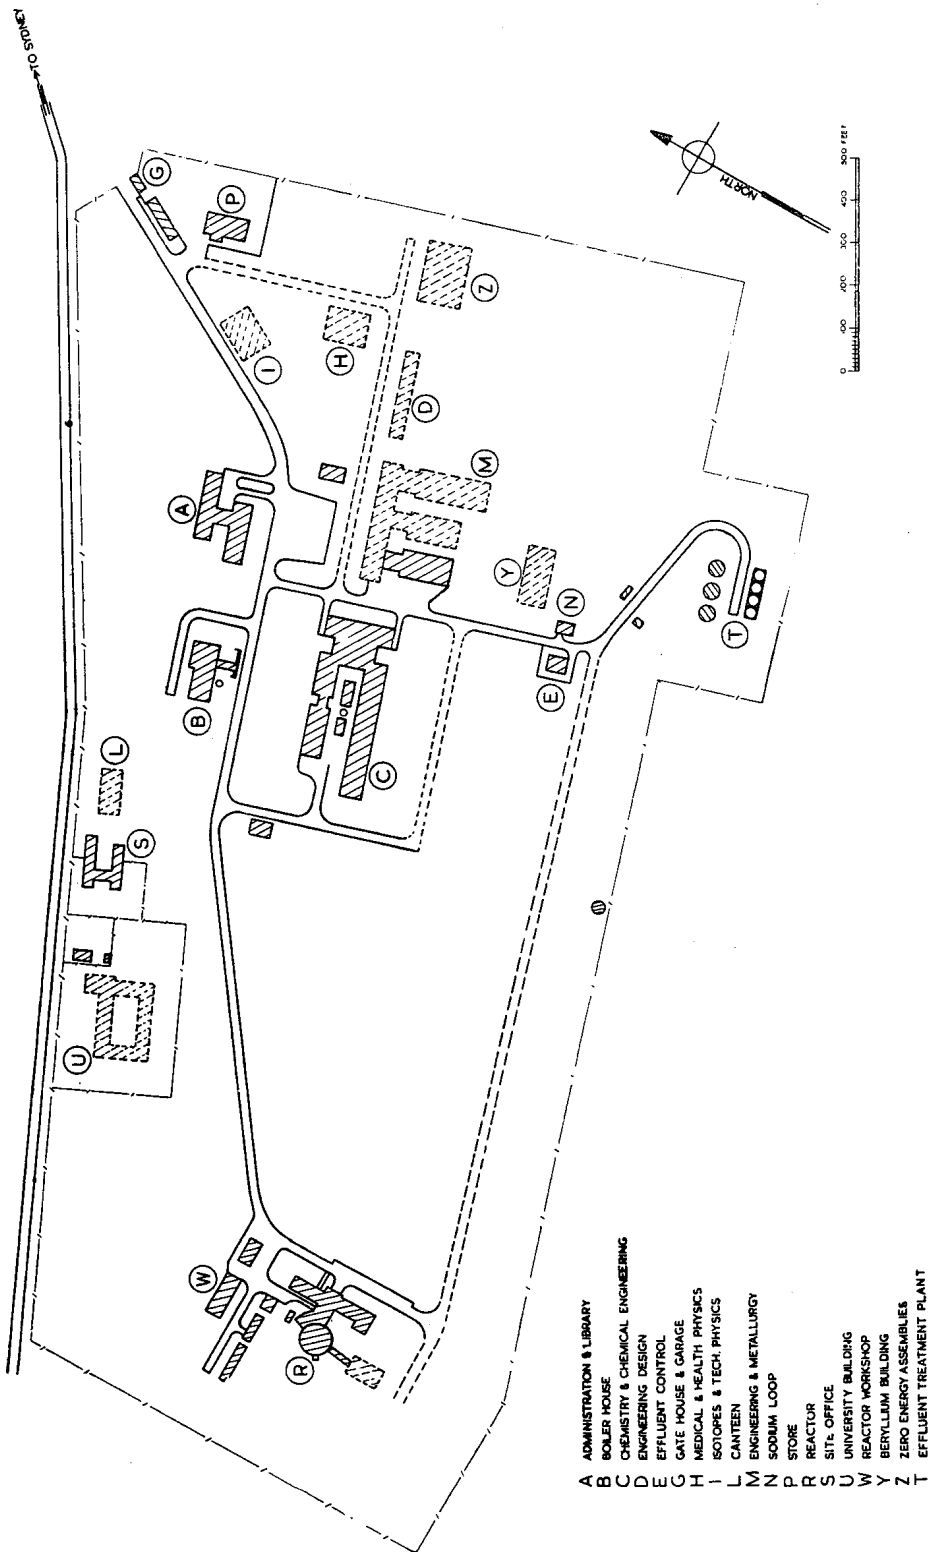 TO SYDNEY
G
P
I
H
Z
D
A
M
Y
B
N
T
E
C
L
S
U
W
R
NORTH
0 100 200 300 400 500 FEET
A ADMINISTRATION & LIBRARY
B BOILER HOUSE
C CHEMISTRY & CHEMICAL ENGINEERING
D ENGINEERING DESIGN
E EFFLUENT CONTROL
G GATE HOUSE & GARAGE
H MEDICAL & HEALTH PHYSICS
I ISOTOPES & TECH. PHYSICS
L CANTEEN
M ENGINEERING & METALLURGY
N SODIUM LOOP
P STORE
R REACTOR
S SITE OFFICE
U UNIVERSITY BUILDING
W REACTOR WORKSHOP
Y BERYLLIUM BUILDING
Z ZERO ENERGY ASSEMBLIES
T EFFLUENT TREATMENT PLANT